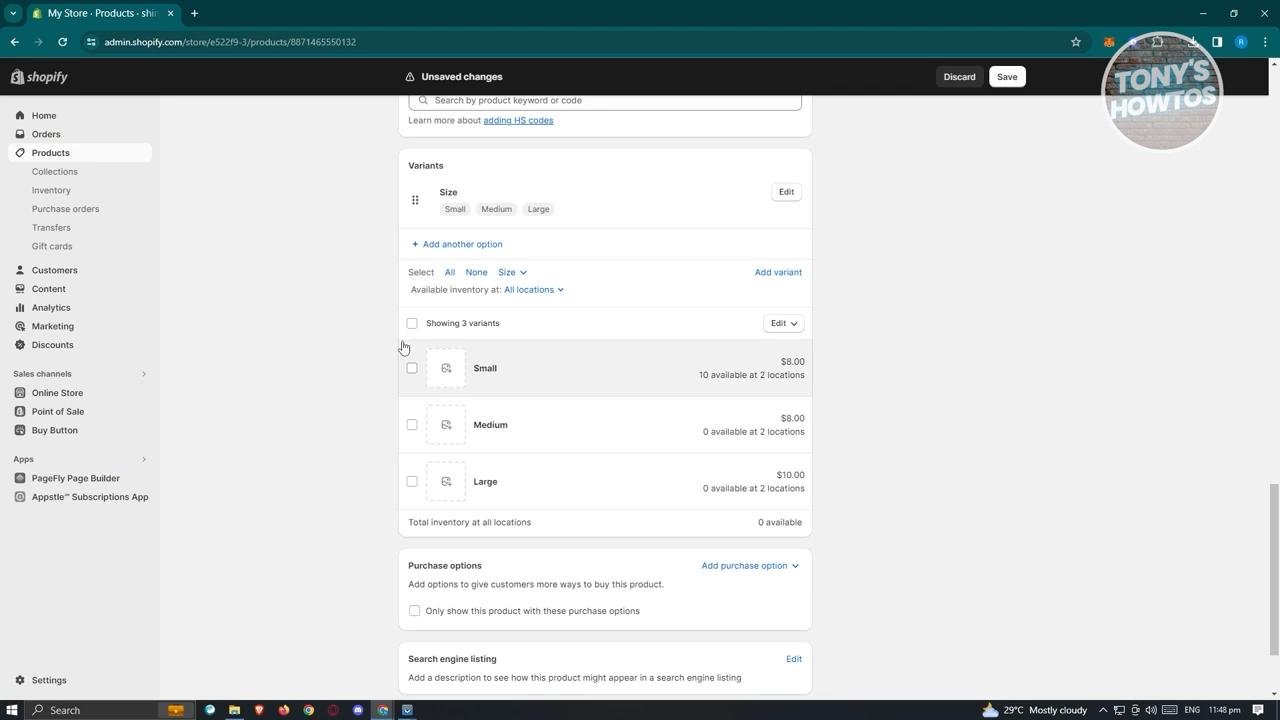 My Store · Products · shir
admin.shopify.com/store/e522f9-3/products/8871465550132
R
shopify
Unsaved changes
Discard
Save
TONY'S
HOWTOS
Home
Orders
Products
Collections
Inventory
Purchase orders
Transfers
Gift cards
Customers
Content
Analytics
Marketing
Discounts
Sales channels
Online Store
Point of Sale
Buy Button
Apps
PageFly Page Builder
Appstle℠ Subscriptions App
Settings
Search by product keyword or code
Learn more about adding HS codes
Variants
Size
Edit
Small Medium Large
+ Add another option
Select All None Size
Add variant
Available inventory at: All locations
Showing 3 variants
Edit
Small
$8.00
10 available at 2 locations
Medium
$8.00
0 available at 2 locations
Large
$10.00
0 available at 2 locations
Total inventory at all locations
0 available
Purchase options
Add purchase option
Add options to give customers more ways to buy this product.
Only show this product with these purchase options
Search engine listing
Edit
Add a description to see how this product might appear in a search engine listing
Search
29°C Mostly cloudy
ENG
11:48 pm